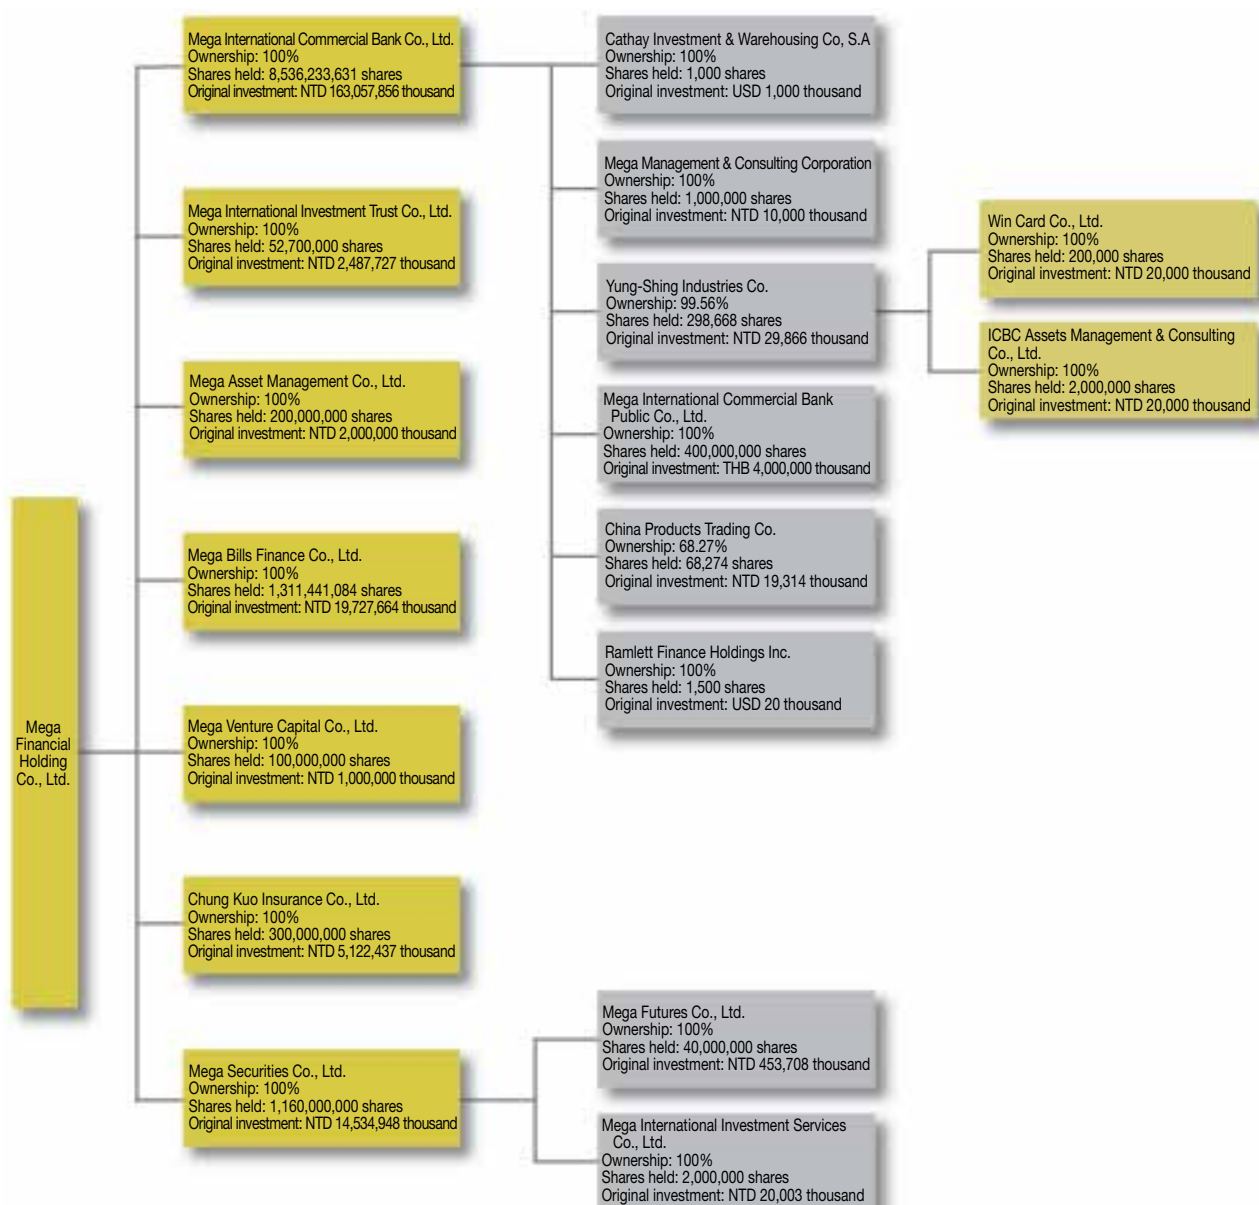 Mega
Financial
Holding
Co., Ltd.
Mega International Commercial Bank Co., Ltd.
Ownership: 100%
Shares held: 8,536,233,631 shares
Original investment: NTD 163,057,856 thousand
Mega International Investment Trust Co., Ltd.
Ownership: 100%
Shares held: 52,700,000 shares
Original investment: NTD 2,487,727 thousand
Mega Asset Management Co., Ltd.
Ownership: 100%
Shares held: 200,000,000 shares
Original investment: NTD 2,000,000 thousand
Mega Bills Finance Co., Ltd.
Ownership: 100%
Shares held: 1,311,441,084 shares
Original investment: NTD 19,727,664 thousand
Mega Venture Capital Co., Ltd.
Ownership: 100%
Shares held: 100,000,000 shares
Original investment: NTD 1,000,000 thousand
Chung Kuo Insurance Co., Ltd.
Ownership: 100%
Shares held: 300,000,000 shares
Original investment: NTD 5,122,437 thousand
Mega Securities Co., Ltd.
Ownership: 100%
Shares held: 1,160,000,000 shares
Original investment: NTD 14,534,948 thousand
Cathay Investment & Warehousing Co, S.A
Ownership: 100%
Shares held: 1,000 shares
Original investment: USD 1,000 thousand
Mega Management & Consulting Corporation
Ownership: 100%
Shares held: 1,000,000 shares
Original investment: NTD 10,000 thousand
Yung-Shing Industries Co.
Ownership: 99.56%
Shares held: 298,668 shares
Original investment: NTD 29,866 thousand
Mega International Commercial Bank
Public Co., Ltd.
Ownership: 100%
Shares held: 400,000,000 shares
Original investment: THB 4,000,000 thousand
China Products Trading Co.
Ownership: 68.27%
Shares held: 68,274 shares
Original investment: NTD 19,314 thousand
Ramlett Finance Holdings Inc.
Ownership: 100%
Shares held: 1,500 shares
Original investment: USD 20 thousand
Mega Futures Co., Ltd.
Ownership: 100%
Shares held: 40,000,000 shares
Original investment: NTD 453,708 thousand
Mega International Investment Services
Co., Ltd.
Ownership: 100%
Shares held: 2,000,000 shares
Original investment: NTD 20,003 thousand
Win Card Co., Ltd.
Ownership: 100%
Shares held: 200,000 shares
Original investment: NTD 20,000 thousand
ICBC Assets Management & Consulting
Co., Ltd.
Ownership: 100%
Shares held: 2,000,000 shares
Original investment: NTD 20,000 thousand